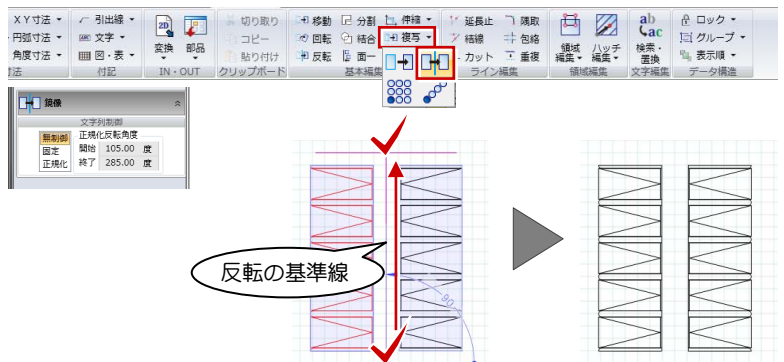 XY寸法 引出線 2D 切り取り 移動 分割 伸縮 延長止 隅取 ab ac ロック
円弧寸法 文字 変換 部品 コピー 回転 結合 複写 結線 包絡 領域編集 ハッチ編集 検索・置換 グループ
角度寸法 図・表 貼り付け 反転 面一 カット 重複 表示順
寸法 付記 IN・OUT クリップボード 基本編集 ライン編集 領域編集 文字編集 データ構造
鏡像
文字列制御
無制御 正規化反転角度
固定 開始 105.00 度
正規化 終了 285.00 度
反転の基準線
90